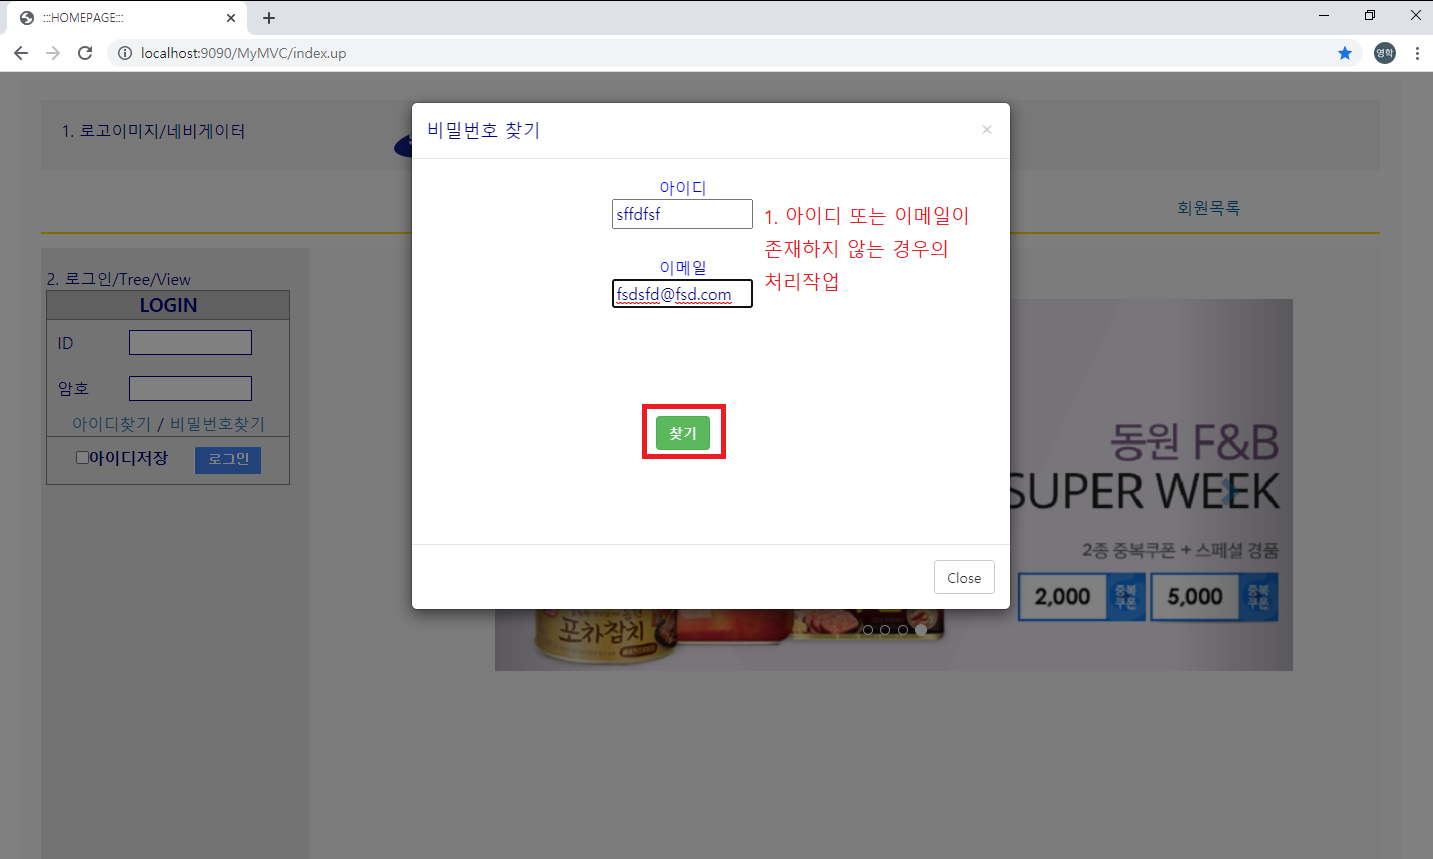 :::HOMEPAGE:::
localhost:9090/MyMVC/index.up
영학
1. 로고이미지/네비게이터
회원목록
비밀번호 찾기
×
아이디
sffdfsf
이메일
fsdsfd@fsd.com
1. 아이디 또는 이메일이
존재하지 않는 경우의
처리작업
찾기
Close
2. 로그인/Tree/View
LOGIN
ID
암호
아이디찾기 / 비밀번호찾기
아이디저장
로그인
동원 F&B
SUPER WEEK
2종 중복쿠폰 + 스페셜 경품
2,000 중복
쿠폰
5,000 중복
쿠폰
포차참치